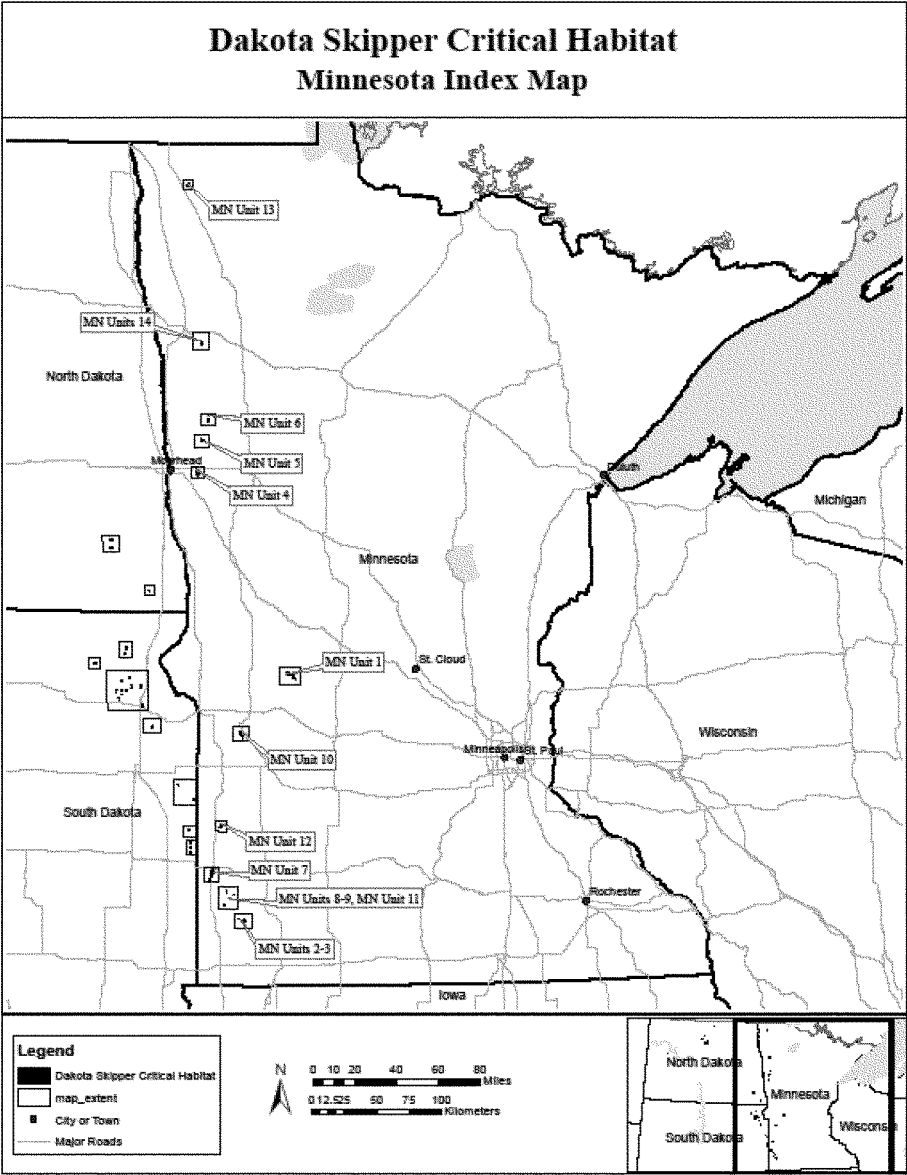 Dakota Skipper Critical Habitat
Minnesota Index Map
MN Unit 13
MN Units 14
North Dakota
MN Unit 6
MN Unit 5
Moorhead
MN Unit 4
Duluth
Michigan
Minnesota
MN Unit 1
St. Cloud
Wisconsin
Minneapolis
St. Paul
MN Unit 10
South Dakota
MN Unit 12
MN Unit 7
Rochester
MN Units 8-9, MN Unit 11
MN Units 2-3
Iowa
Legend
Dakota Skipper Critical Habitat
map_extent
City or Town
Major Roads
N
0 10 20 40 60 80
Miles
0 12.5 25 50 75 100
Kilometers
North Dakota
Minnesota
South Dakota
Wisconsin